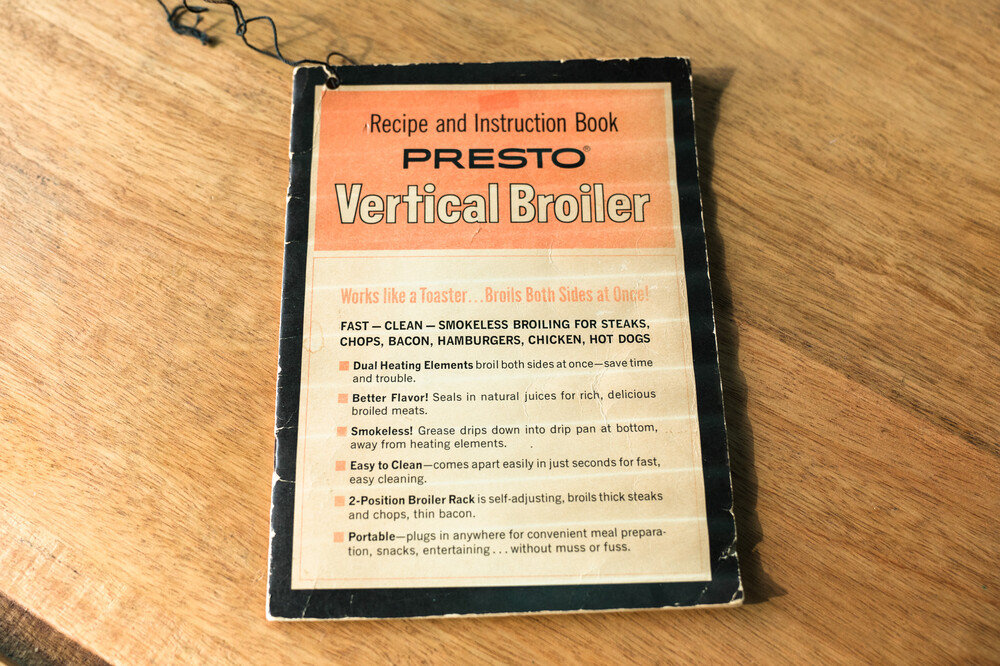 Recipe and Instruction Book
PRESTO®
Vertical Broiler
Works like a Toaster...Broils Both Sides at Once!
FAST — CLEAN — SMOKELESS BROILING FOR STEAKS,
CHOPS, BACON, HAMBURGERS, CHICKEN, HOT DOGS
Dual Heating Elements broil both sides at once—save time
and trouble.
Better Flavor! Seals in natural juices for rich, delicious
broiled meats.
Smokeless! Grease drips down into drip pan at bottom,
away from heating elements.
Easy to Clean—comes apart easily in just seconds for fast,
easy cleaning.
2-Position Broiler Rack is self-adjusting, broils thick steaks
and chops, thin bacon.
Portable—plugs in anywhere for convenient meal prepara-
tion, snacks, entertaining...without muss or fuss.